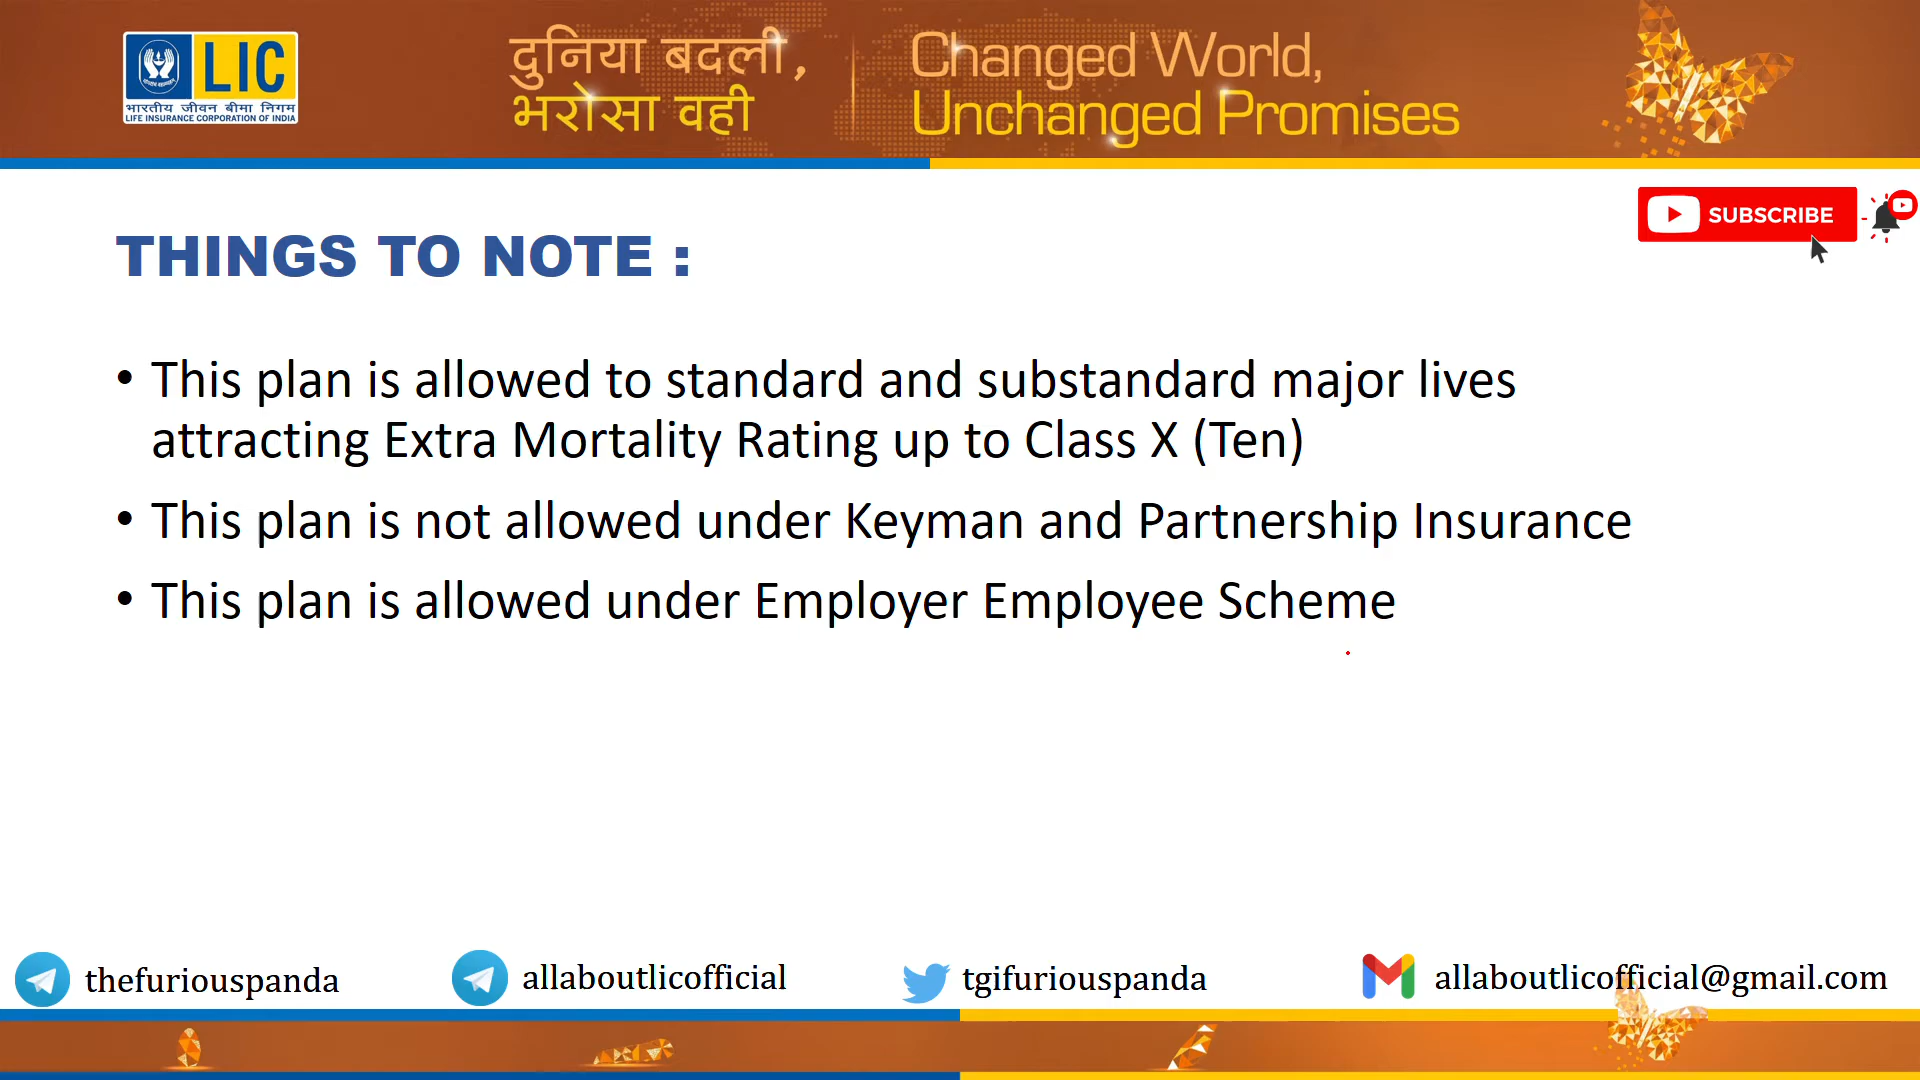 LIC
भारतीय जीवन बीमा निगम
LIFE INSURANCE CORPORATION OF INDIA
दुनिया बदली,
भरोसा वही
Changed World,
Unchanged Promises
SUBSCRIBE
THINGS TO NOTE :
• This plan is allowed to standard and substandard major lives
attracting Extra Mortality Rating up to Class X (Ten)
• This plan is not allowed under Keyman and Partnership Insurance
• This plan is allowed under Employer Employee Scheme
thefuriouspanda
allaboutlicofficial
tgifuriouspanda
allaboutlicofficial@gmail.com